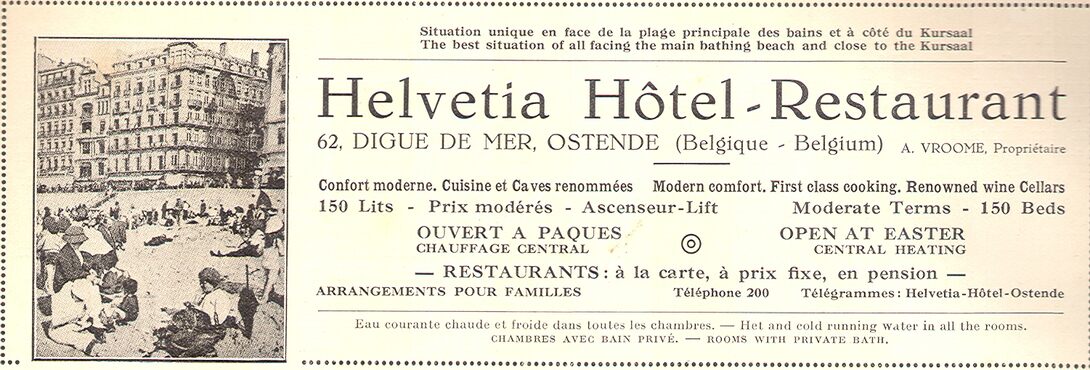 Situation unique en face de la plage principale des bains et à côté du Kursaal
The best situation of all facing the main bathing beach and close to the Kursaal
Helvetia Hôtel-Restaurant
62, DIGUE DE MER, OSTENDE (Belgique - Belgium) A. VROOME, Propriétaire
Confort moderne. Cuisine et Caves renommées Modern comfort. First class cooking. Renowned wine Cellars
150 Lits - Prix modérés - Ascenseur-Lift Moderate Terms - 150 Beds
OUVERT A PAQUES OPEN AT EASTER
CHAUFFAGE CENTRAL CENTRAL HEATING
— RESTAURANTS: à la carte, à prix fixe, en pension —
ARRANGEMENTS POUR FAMILLES Téléphone 200 Télégrammes: Helvetia-Hôtel-Ostende
Eau courante chaude et froide dans toutes les chambres. — Het and cold running water in all the rooms.
CHAMBRES AVEC BAIN PRIVÉ. — ROOMS WITH PRIVATE BATH.